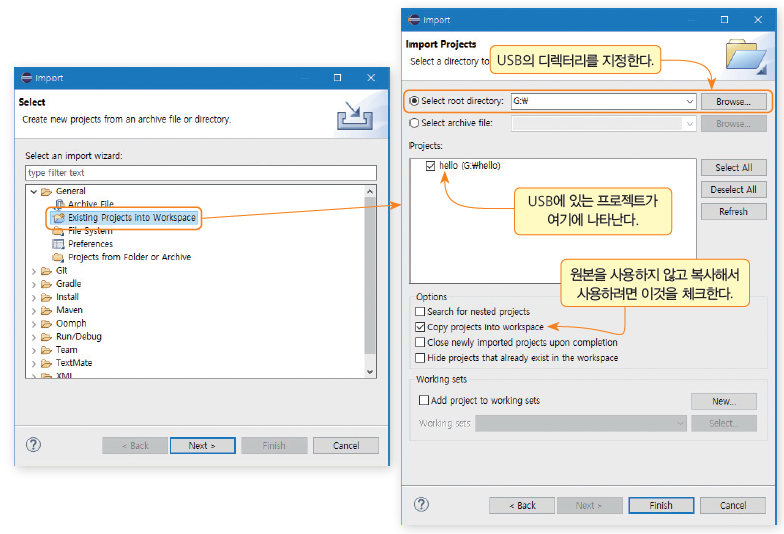 Import
Select
Create new projects from an archive file or directory.
Select an import wizard:
type filter text
General
Archive File
Existing Projects into Workspace
File System
Preferences
Projects from Folder or Archive
Git
Gradle
Install
Maven
Oomph
Run/Debug
Team
TextMate
XML
< Back
Next >
Finish
Cancel
Import
Import Projects
Select a directory to
USB의 디렉터리를 지정한다.
Select root directory:
G:₩
Browse...
Select archive file:
Browse...
Projects:
hello (G:₩hello)
Select All
Deselect All
Refresh
USB에 있는 프로젝트가
여기에 나타난다.
원본을 사용하지 않고 복사해서
사용하려면 이것을 체크한다.
Options
Search for nested projects
Copy projects into workspace
Close newly imported projects upon completion
Hide projects that already exist in the workspace
Working sets
Add project to working sets
New...
Working sets:
Select...
< Back
Next >
Finish
Cancel